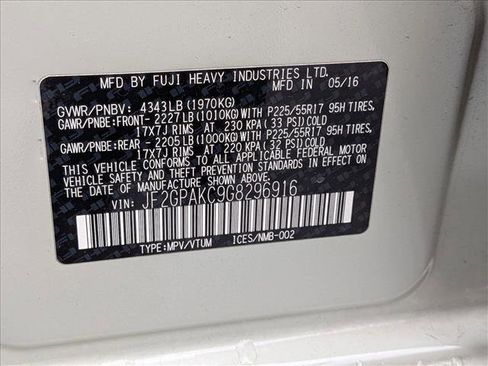 MFD BY FUJI HEAVY INDUSTRIES LTD.
MFD IN 05/16
GVWR/PNBV: 4343LB(1970KG)
GAWR/PNBE:FRONT- 2227LB(1010KG)WITH P225/55R17 95H TIRES,
17X7J RIMS AT 230 KPA(33 PSI)COLD
GAWR/PNBE:REAR - 2205LB(1000KG)WITH P225/55R17 95H TIRES,
17X7J RIMS AT 220 KPA(32 PSI)COLD
THIS VEHICLE CONFORMS TO ALL APPLICABLE FEDERAL MOTOR
VEHICLE SAFETY AND THEFT PREVENTION STANDARDS IN EFFECT
ON THE DATE OF MANUFACTURE SHOWN ABOVE.
VIN: JF2GPAKC9G8296916
TYPE:MPV/VTUM ICES/NMB-002